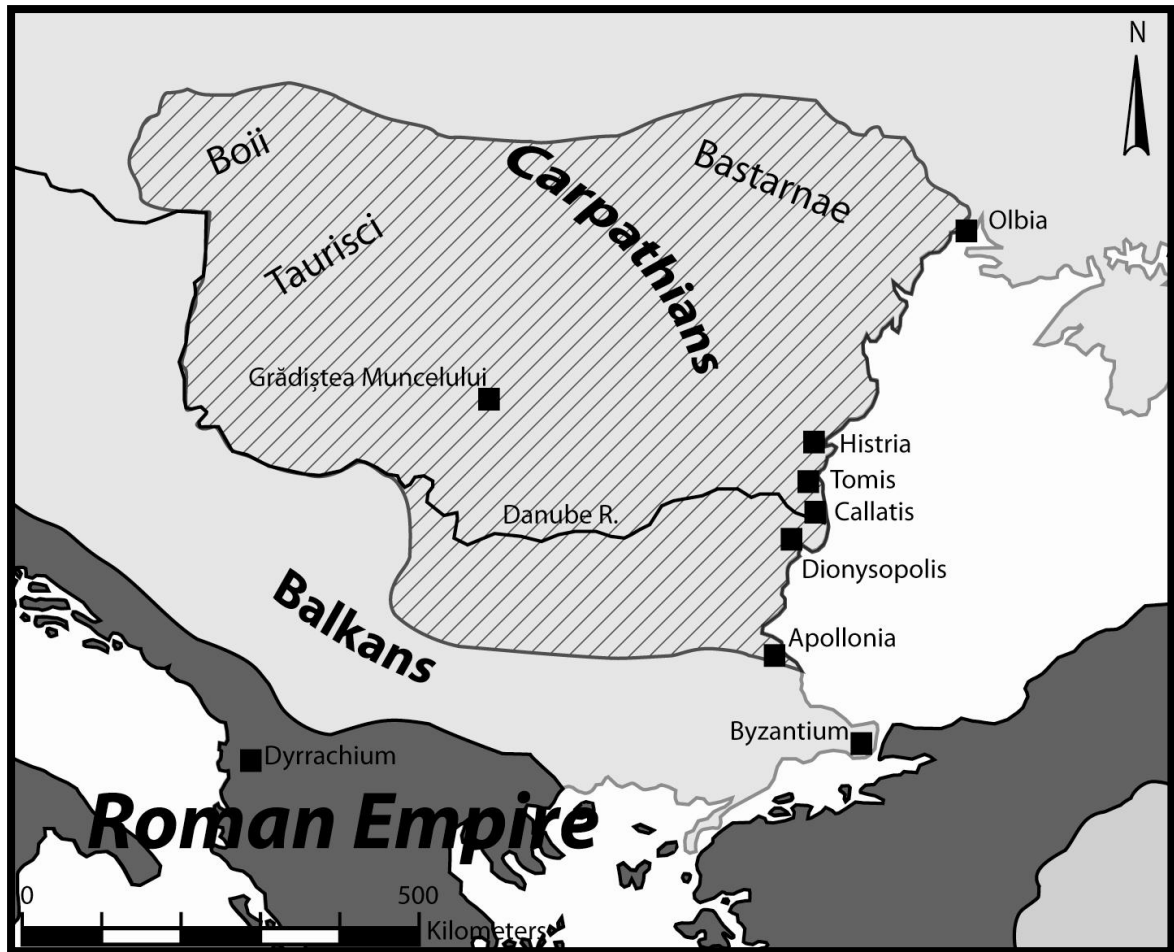 N
Boii
Carpathians
Bastarnae
Olbia
Taurisci
Grădiștea Muncelului
Histria
Tomis
Callatis
Danube R.
Dionysopolis
Balkans
Apollonia
Byzantium
Dyrrachium
Roman Empire
0 500
Kilometers